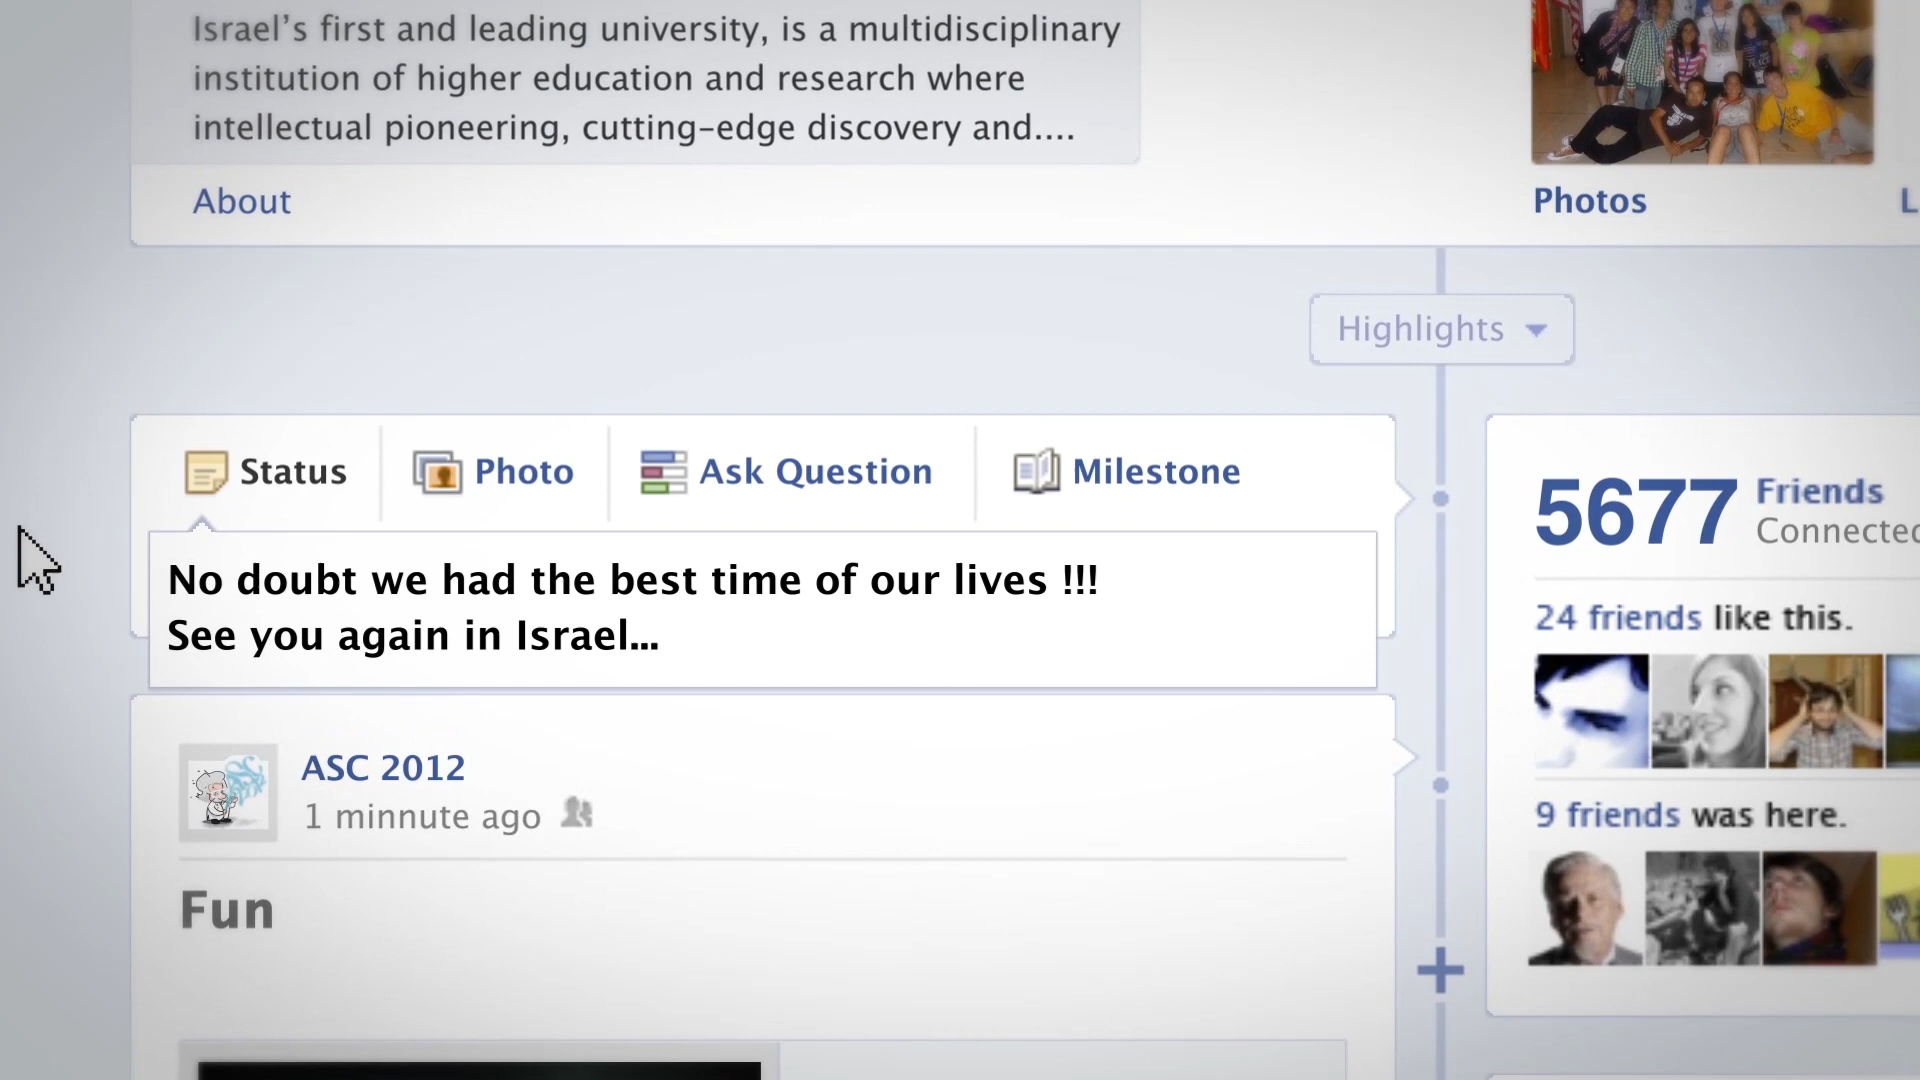 Israel's first and leading university, is a multidisciplinary
institution of higher education and research where
intellectual pioneering, cutting-edge discovery and....
About
Photos
L
Highlights
Status
Photo
Ask Question
Milestone
No doubt we had the best time of our lives !!!
See you again in Israel...
5677 Friends
Connected
24 friends like this.
9 friends was here.
ASC 2012
1 minnute ago
Fun